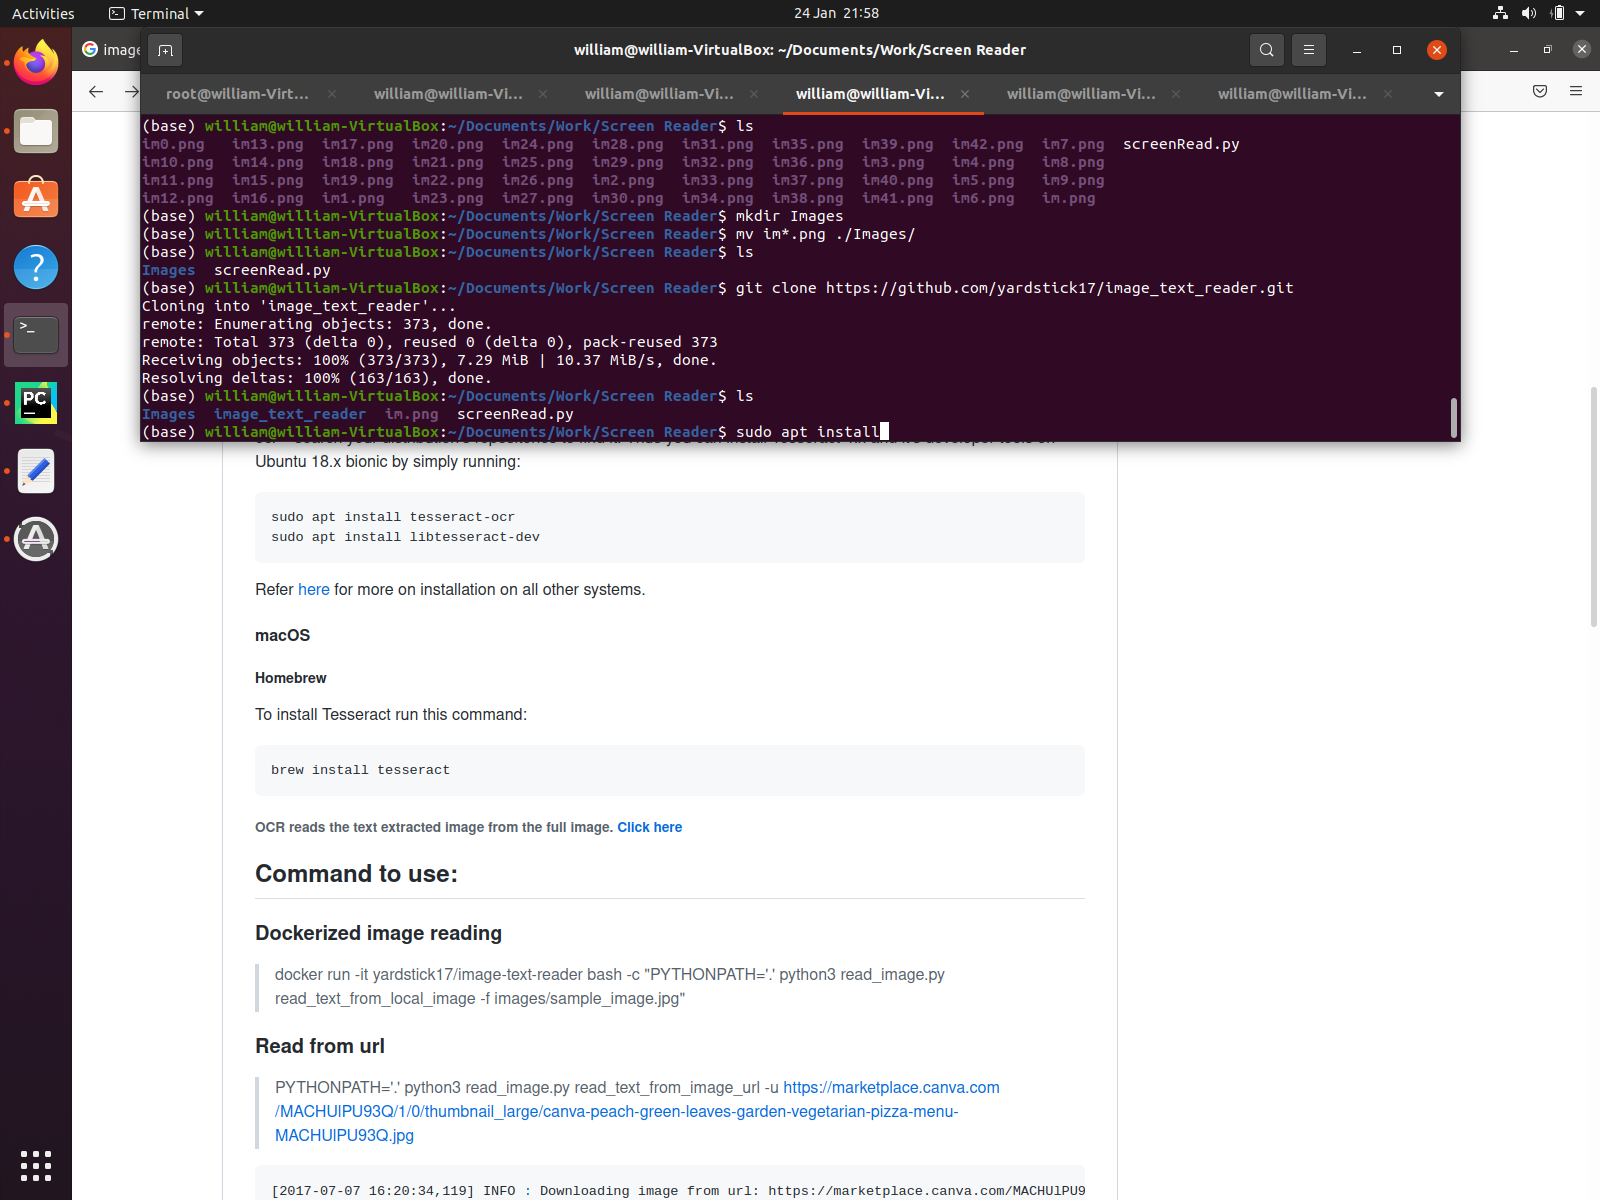 Activities
Terminal
24 Jan 21:58
image
william@william-VirtualBox: ~/Documents/Work/Screen Reader
root@william-Virt...
william@william-Vi...
william@william-Vi...
william@william-Vi...
william@william-Vi...
william@william-Vi...
(base) william@william-VirtualBox:~/Documents/Work/Screen Reader$ ls
im0.png im13.png im17.png im20.png im24.png im28.png im31.png im35.png im39.png im42.png im7.png screenRead.py
im10.png im14.png im18.png im21.png im25.png im29.png im32.png im36.png im3.png im4.png im8.png
im11.png im15.png im19.png im22.png im26.png im2.png im33.png im37.png im40.png im5.png im9.png
im12.png im16.png im1.png im23.png im27.png im30.png im34.png im38.png im41.png im6.png im.png
(base) william@william-VirtualBox:~/Documents/Work/Screen Reader$ mkdir Images
(base) william@william-VirtualBox:~/Documents/Work/Screen Reader$ mv im*.png ./Images/
(base) william@william-VirtualBox:~/Documents/Work/Screen Reader$ ls
Images screenRead.py
(base) william@william-VirtualBox:~/Documents/Work/Screen Reader$ git clone https://github.com/yardstick17/image_text_reader.git
Cloning into 'image_text_reader'...
remote: Enumerating objects: 373, done.
remote: Total 373 (delta 0), reused 0 (delta 0), pack-reused 373
Receiving objects: 100% (373/373), 7.29 MiB | 10.37 MiB/s, done.
Resolving deltas: 100% (163/163), done.
(base) william@william-VirtualBox:~/Documents/Work/Screen Reader$ ls
Images image_text_reader im.png screenRead.py
(base) william@william-VirtualBox:~/Documents/Work/Screen Reader$ sudo apt install
Ubuntu 18.x bionic by simply running:
sudo apt install tesseract-ocr
sudo apt install libtesseract-dev
Refer here for more on installation on all other systems.
macOS
Homebrew
To install Tesseract run this command:
brew install tesseract
OCR reads the text extracted image from the full image. Click here
Command to use:
Dockerized image reading
docker run -it yardstick17/image-text-reader bash -c "PYTHONPATH='.' python3 read_image.py
read_text_from_local_image -f images/sample_image.jpg"
Read from url
PYTHONPATH='.' python3 read_image.py read_text_from_image_url -u https://marketplace.canva.com
/MACHUlPU93Q/1/0/thumbnail_large/canva-peach-green-leaves-garden-vegetarian-pizza-menu-
MACHUlPU93Q.jpg
[2017-07-07 16:20:34,119] INFO : Downloading image from url: https://marketplace.canva.com/MACHUlPU9